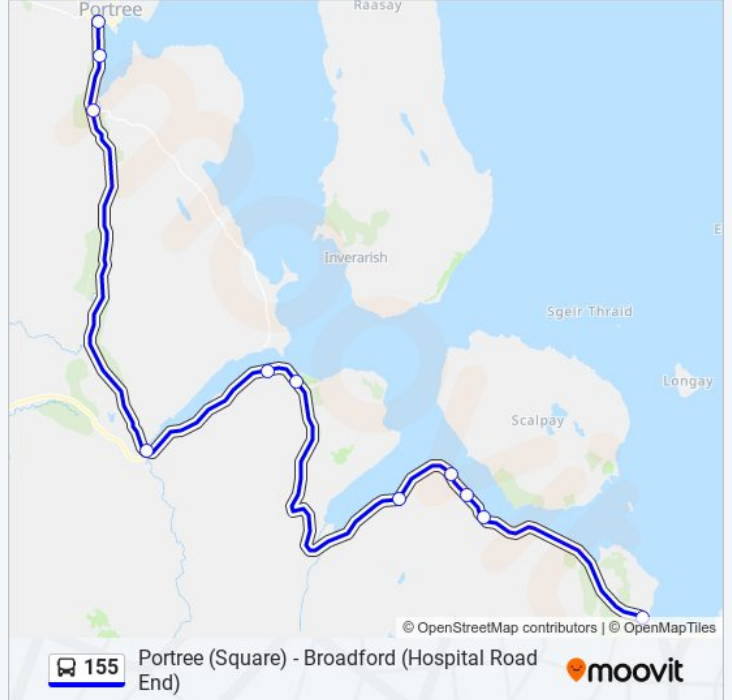 Portree
Raasay
E
Inverarish
Sgeir Thraid
Longay
Scalpay
© OpenStreetMap contributors | © OpenMapTiles
155
Portree (Square) - Broadford (Hospital Road
End)
moovit